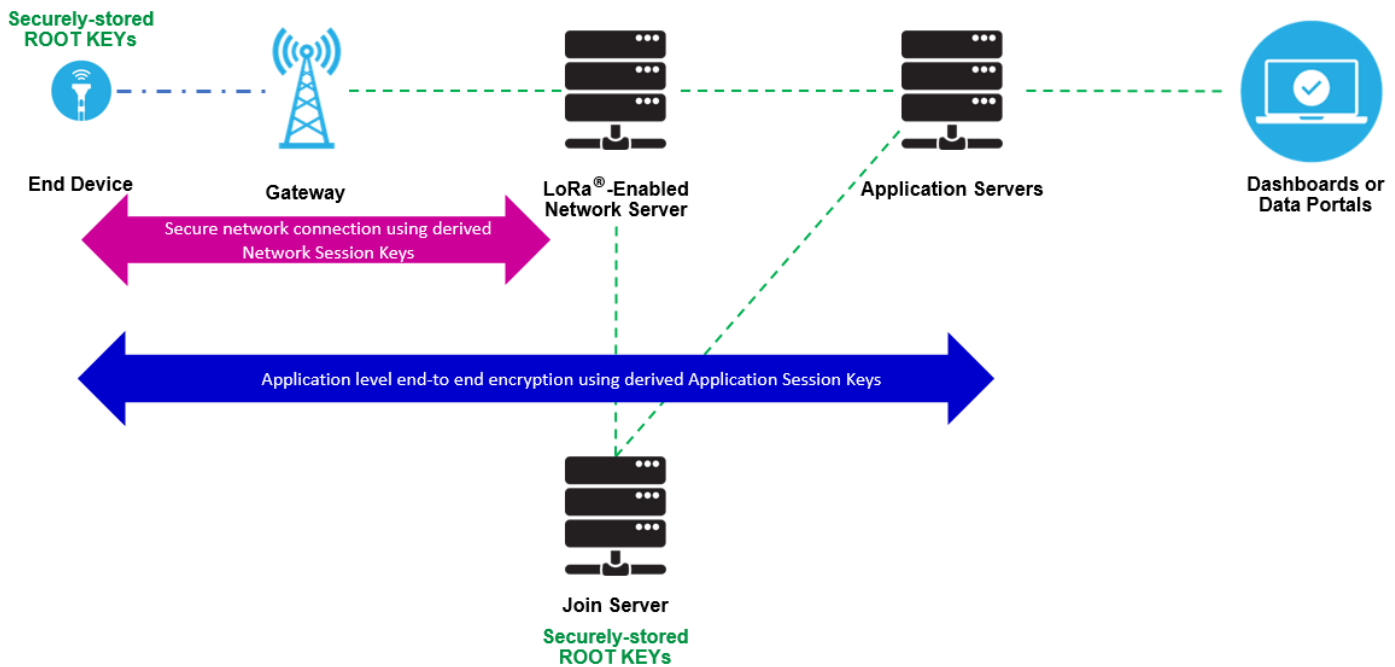 Securely-stored
ROOT KEYs
End Device
Gateway
LoRa®-Enabled
Network Server
Application Servers
Dashboards or
Data Portals
Secure network connection using derived
Network Session Keys
Application level end-to end encryption using derived Application Session Keys
Join Server
Securely-stored
ROOT KEYs